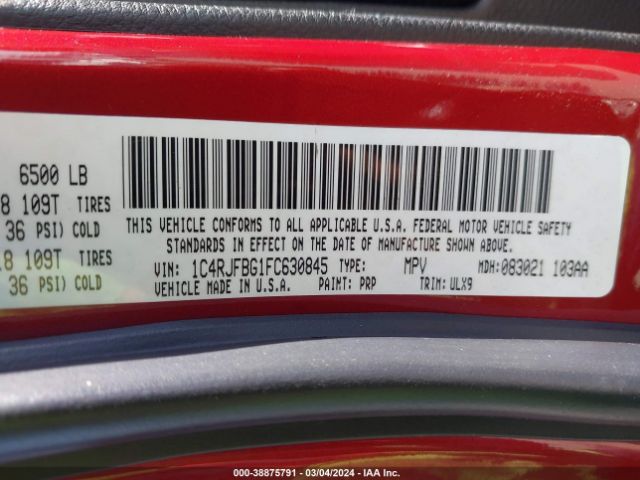 6500 LB
8 109T TIRES
36 PSI) COLD
18 109T TIRES
36 PSI) COLD
THIS VEHICLE CONFORMS TO ALL APPLICABLE U.S.A. FEDERAL MOTOR VEHICLE SAFETY
STANDARDS IN EFFECT ON THE DATE OF MANUFACTURE SHOWN ABOVE.
VIN: 1C4RJFBG1FC630845 TYPE: MPV MDH:083021 103AA
VEHICLE MADE IN U.S.A. PAINT: PRP TRIM: ULX9
000-38875791 - 03/04/2024 - IAA Inc.